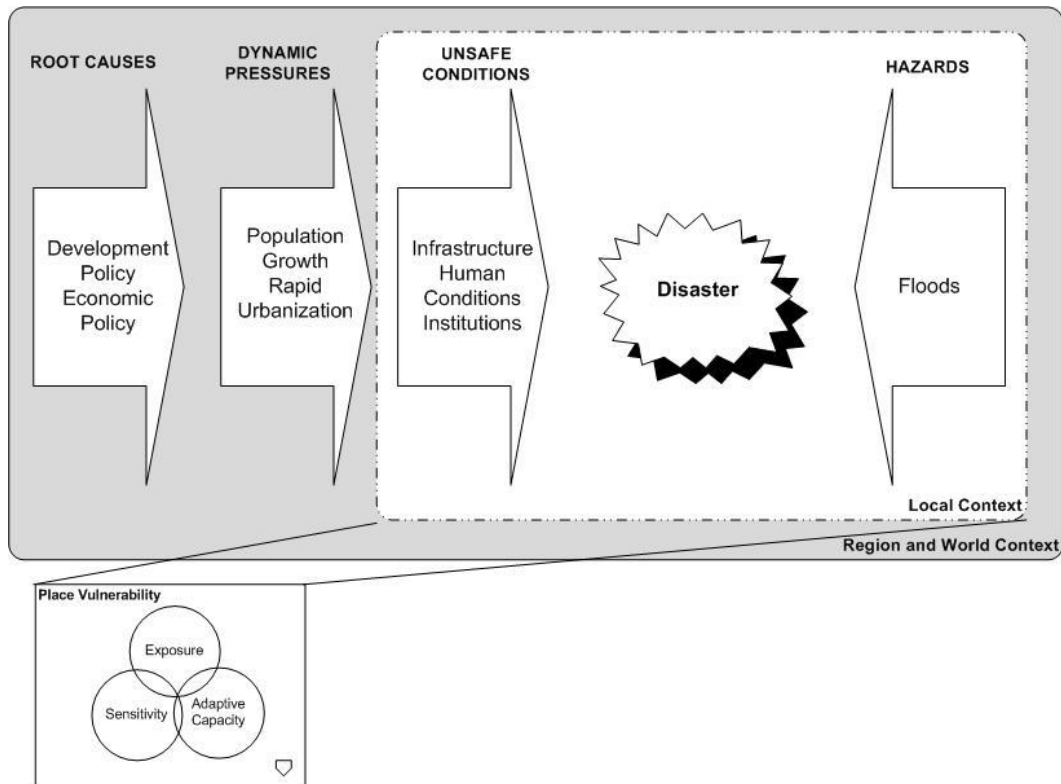 ROOT CAUSES
DYNAMIC
PRESSURES
UNSAFE
CONDITIONS
HAZARDS
Development
Policy
Economic
Policy
Population
Growth
Rapid
Urbanization
Infrastructure
Human
Conditions
Institutions
Disaster
Floods
Local Context
Region and World Context
Place Vulnerability
Exposure
Sensitivity
Adaptive
Capacity